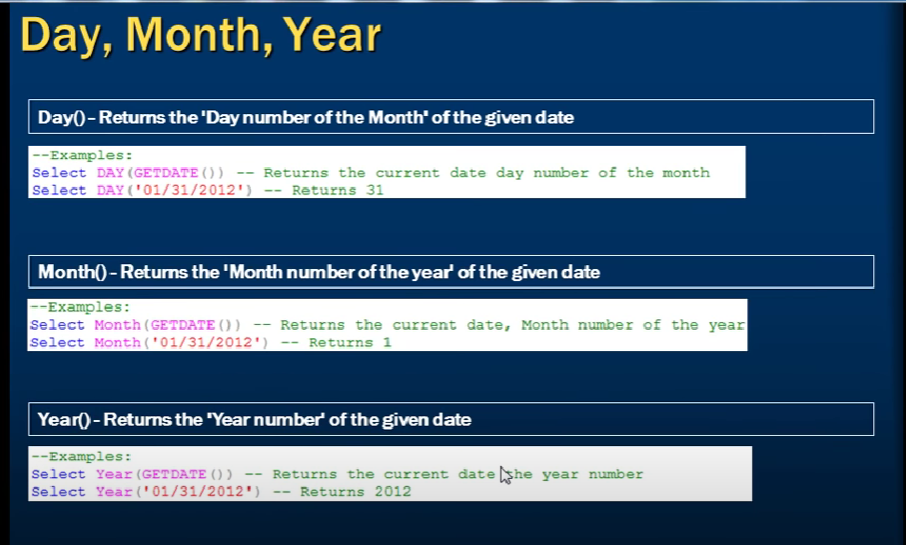 Day, Month, Year
Day() - Returns the 'Day number of the Month' of the given date
--Examples:
Select DAY(GETDATE()) -- Returns the current date day number of the month
Select DAY('01/31/2012') -- Returns 31
Month() - Returns the 'Month number of the year' of the given date
--Examples:
Select Month(GETDATE()) -- Returns the current date, Month number of the year
Select Month('01/31/2012') -- Returns 1
Year() - Returns the 'Year number' of the given date
--Examples:
Select Year(GETDATE()) -- Returns the current date the year number
Select Year('01/31/2012') -- Returns 2012